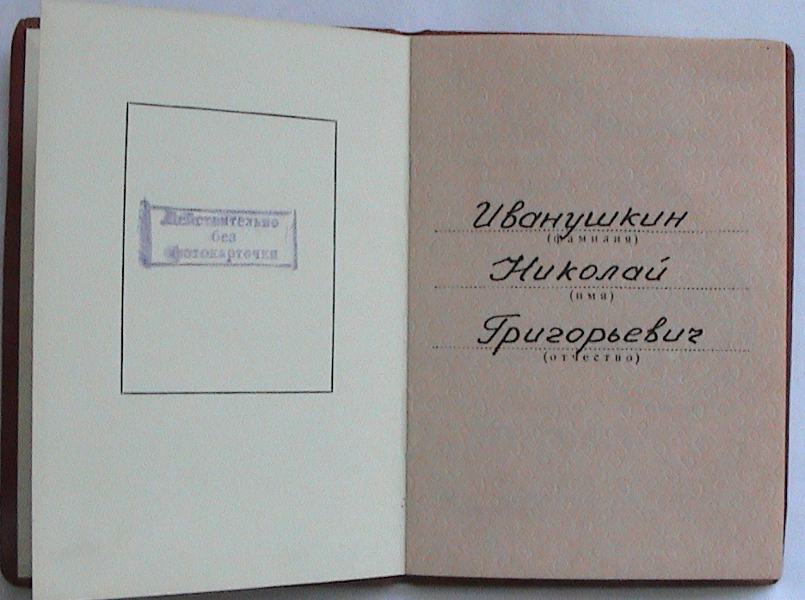 Действительно
без
фотокарточки
Иванушкин
(фамилия)
Николай
(имя)
Григорьевич
(отчество)